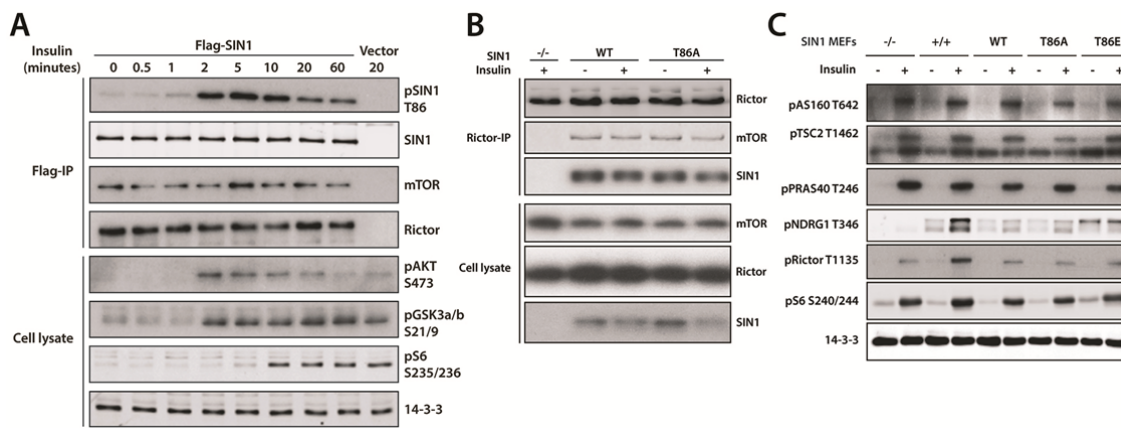 A
Flag-SIN1
Insulin
(minutes)
Vector
0 0.5 1 2 5 10 20 60 20
pSIN1
T86
SIN1
Flag-IP
mTOR
Rictor
pAKT
S473
pGSK3a/b
S21/9
Cell lysate
pS6
S235/236
14-3-3
B
SIN1 -/- WT T86A
Insulin + - + - +
Rictor
Rictor-IP
mTOR
SIN1
mTOR
Cell lysate
Rictor
SIN1
C
SIN1 MEFs -/- +/+ WT T86A T86E
Insulin - + - + - + - + - +
pAS160 T642
pTSC2 T1462
pPRAS40 T246
pNDRG1 T346
pRictor T1135
pS6 S240/244
14-3-3